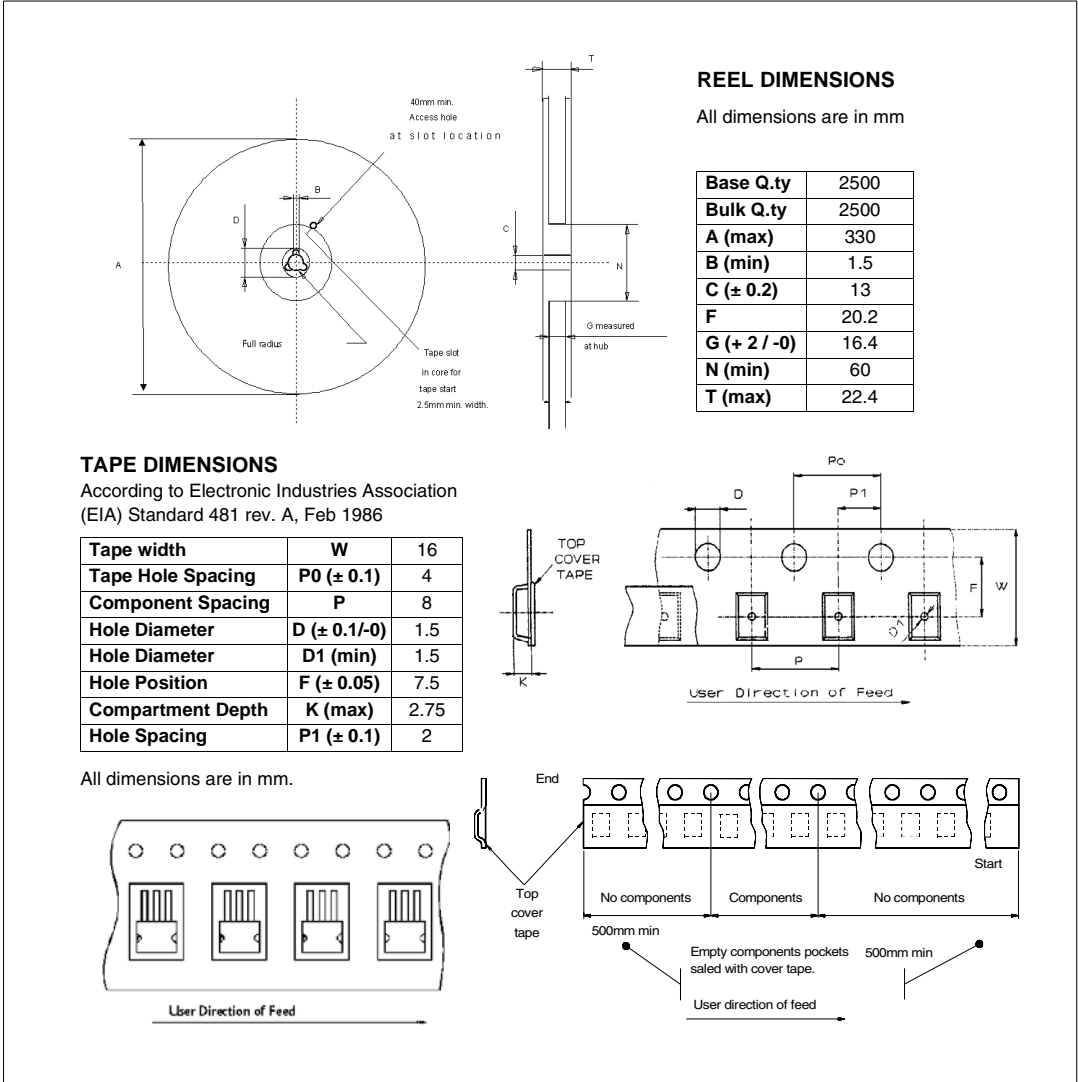 T
REEL DIMENSIONS
All dimensions are in mm
40mm min.
Access hole
at slot location
B
D
A
C
N
Full radius
Tape slot
in core for
tape start
2.5mm min. width.
G measured
at hub
Base Q.ty 2500
Bulk Q.ty 2500
A (max) 330
B (min) 1.5
C (± 0.2) 13
F 20.2
G (+ 2 / -0) 16.4
N (min) 60
T (max) 22.4
TAPE DIMENSIONS
According to Electronic Industries Association
(EIA) Standard 481 rev. A, Feb 1986
Tape width W 16
Tape Hole Spacing P0 (± 0.1) 4
Component Spacing P 8
Hole Diameter D (± 0.1/-0) 1.5
Hole Diameter D1 (min) 1.5
Hole Position F (± 0.05) 7.5
Compartment Depth K (max) 2.75
Hole Spacing P1 (± 0.1) 2
All dimensions are in mm.
TOP
COVER
TAPE
K
Po
D
P1
F
W
D1
P
User Direction of Feed
User Direction of Feed
End
Start
Top
cover
tape
No components
Components
No components
500mm min
Empty components pockets
saled with cover tape.
500mm min
User direction of feed